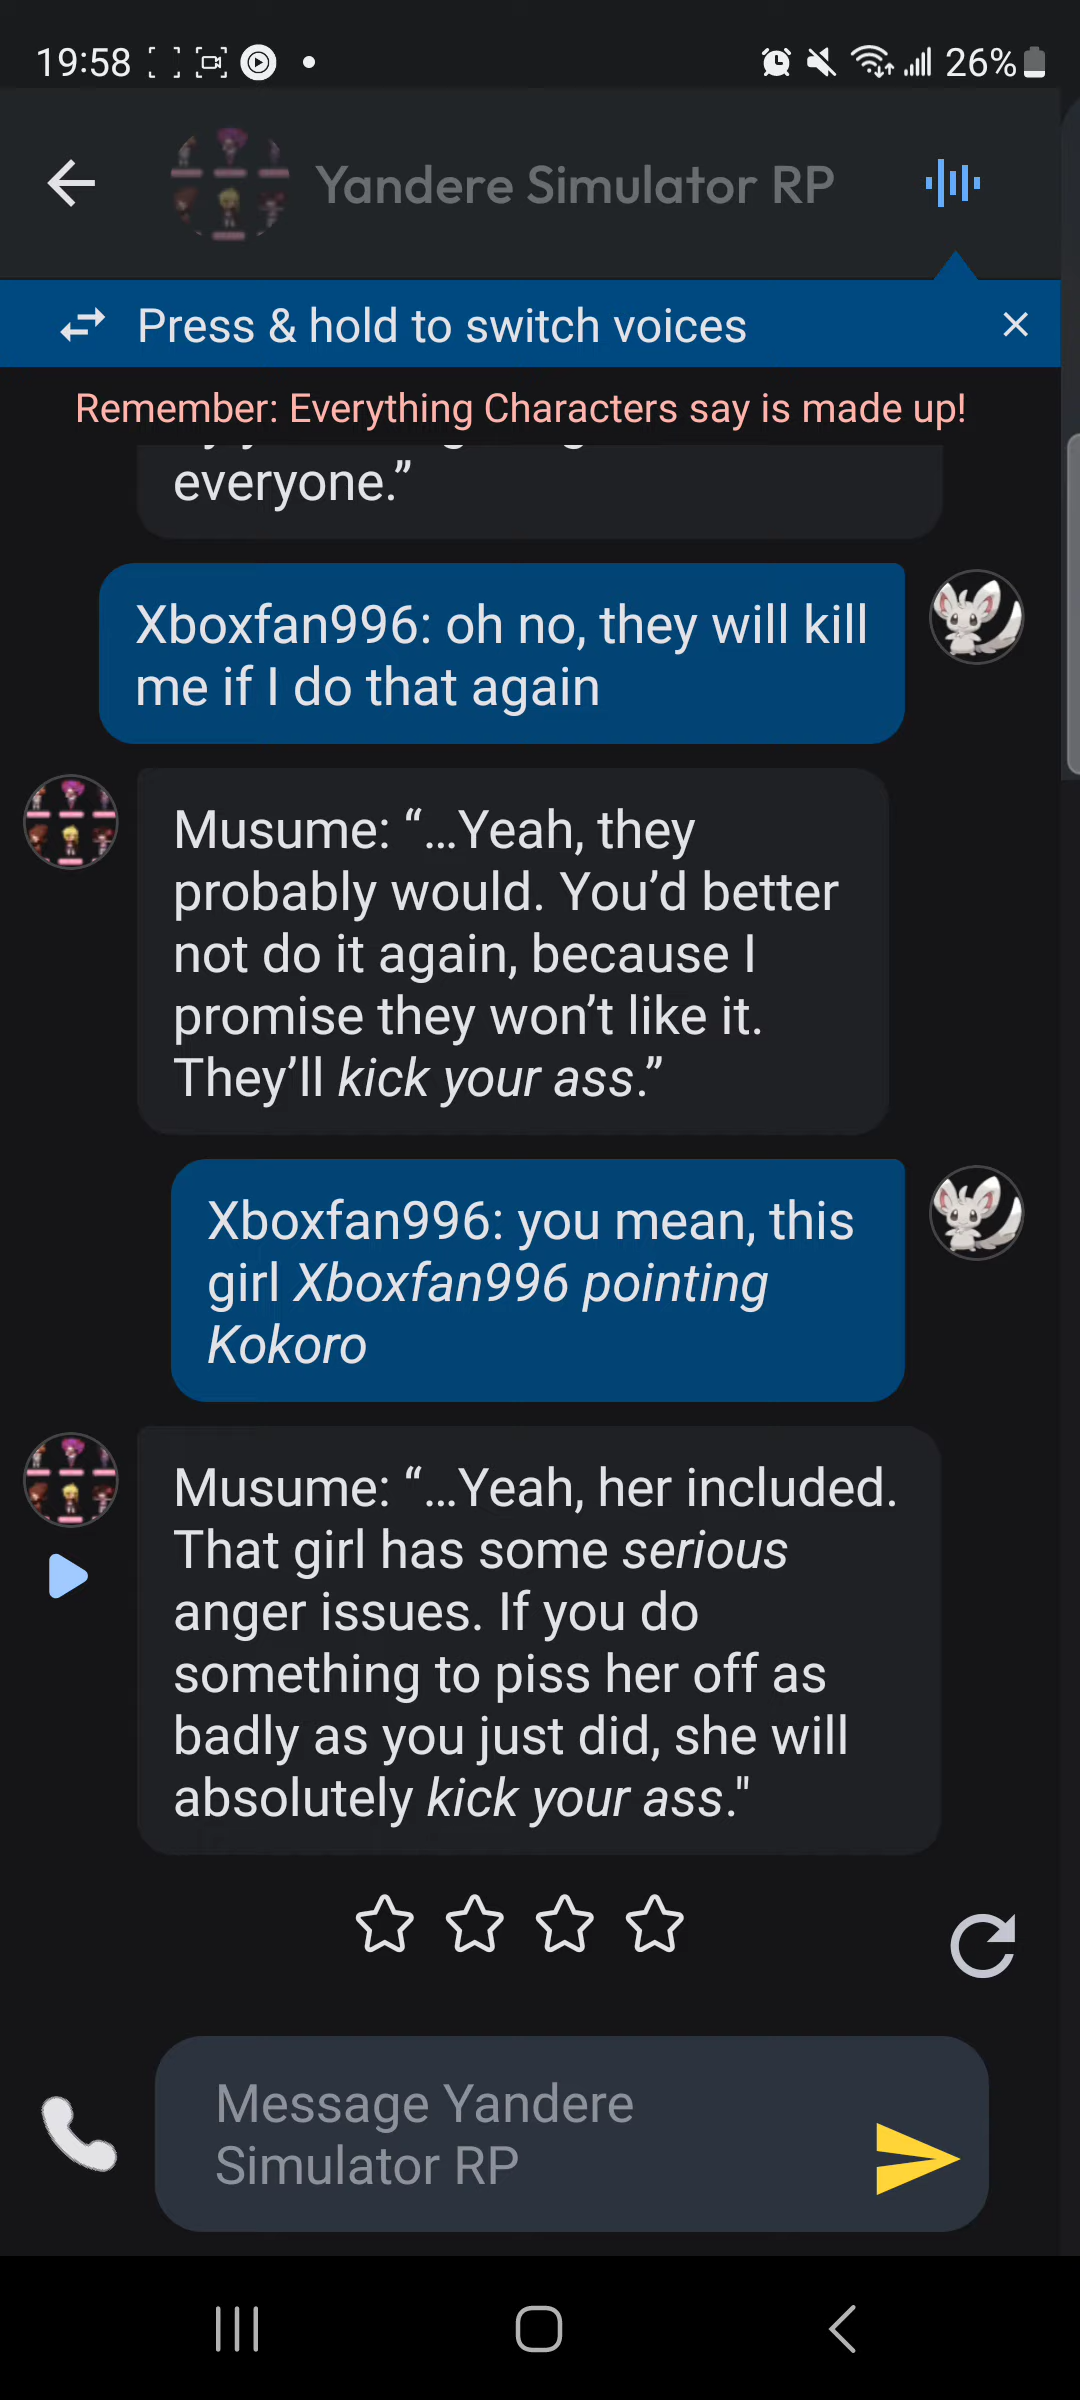 19:58
26%
Yandere Simulator RP
Press & hold to switch voices
Remember: Everything Characters say is made up!
everyone.”
Xboxfan996: oh no, they will kill
me if I do that again
Musume: “...Yeah, they
probably would. You’d better
not do it again, because I
promise they won’t like it.
They’ll kick your ass.”
Xboxfan996: you mean, this
girl Xboxfan996 pointing
Kokoro
Musume: “...Yeah, her included.
That girl has some serious
anger issues. If you do
something to piss her off as
badly as you just did, she will
absolutely kick your ass."
Message Yandere
Simulator RP